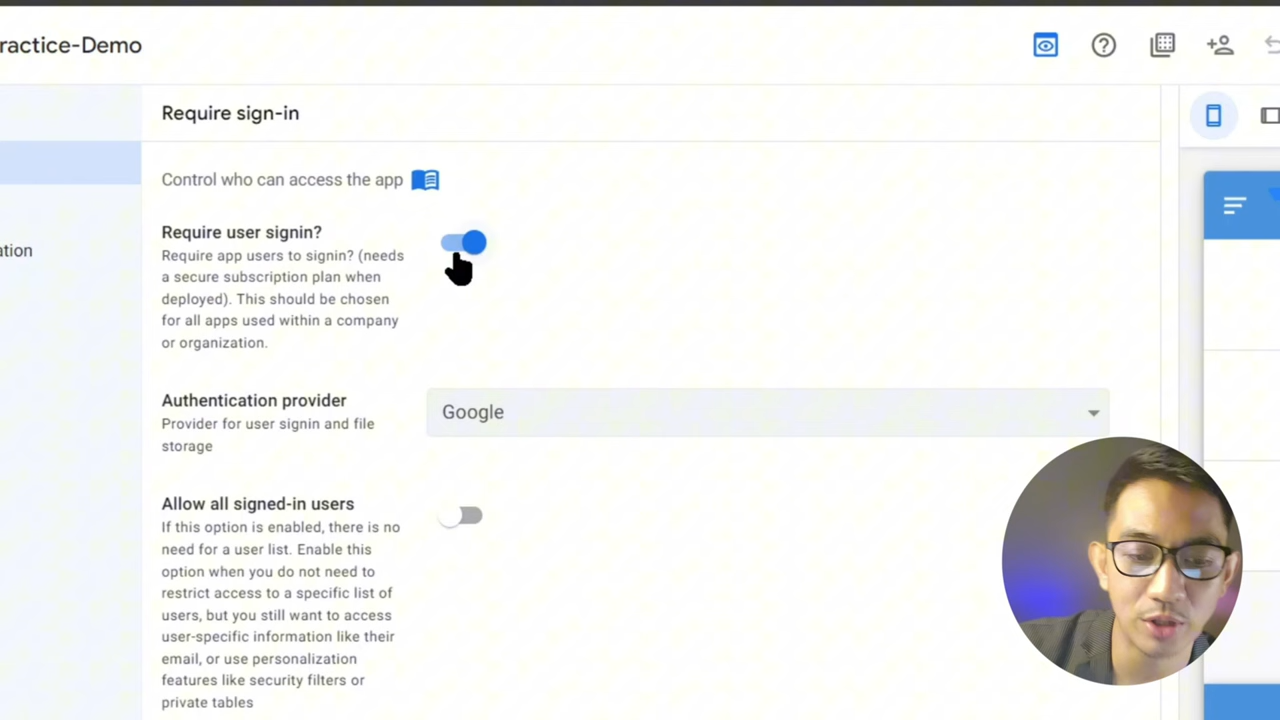 ractice-Demo
Require sign-in
Control who can access the app
ation
Require user signin?
Require app users to signin? (needs
a secure subscription plan when
deployed). This should be chosen
for all apps used within a company
or organization.
Authentication provider
Provider for user signin and file
storage
Google
Allow all signed-in users
If this option is enabled, there is no
need for a user list. Enable this
option when you do not need to
restrict access to a specific list of
users, but you still want to access
user-specific information like their
email, or use personalization
features like security filters or
private tables